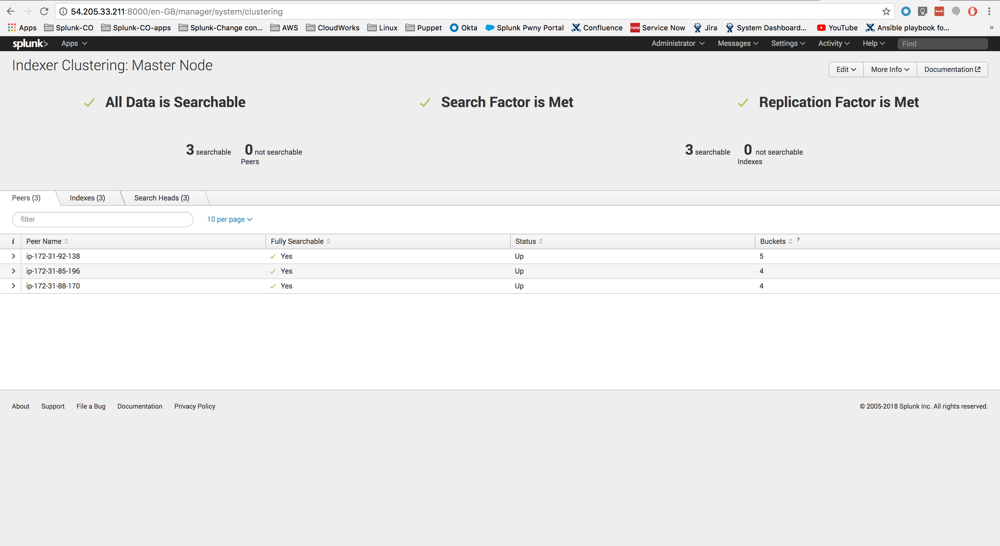 54.205.33.211:8000/en-GB/manager/system/clustering
Apps Splunk-CO Splunk-CO-apps Splunk-Change con... AWS CloudWorks Linux Puppet Okta Splunk Pwny Portal Confluence now Service Now Jira System Dashboard... YouTube Ansible playbook fo... »
splunk> Apps Administrator Messages Settings Activity Help Find
Indexer Clustering: Master Node
Edit More Info Documentation
All Data is Searchable Search Factor is Met Replication Factor is Met
3 searchable 0 not searchable 3 searchable 0 not searchable
Peers Indexes
Peers (3) Indexes (3) Search Heads (3)
filter 10 per page
i Peer Name Fully Searchable Status Buckets ?
ip-172-31-92-138 Yes Up 5
ip-172-31-85-196 Yes Up 4
ip-172-31-88-170 Yes Up 4
About Support File a Bug Documentation Privacy Policy © 2005-2018 Splunk Inc. All rights reserved.